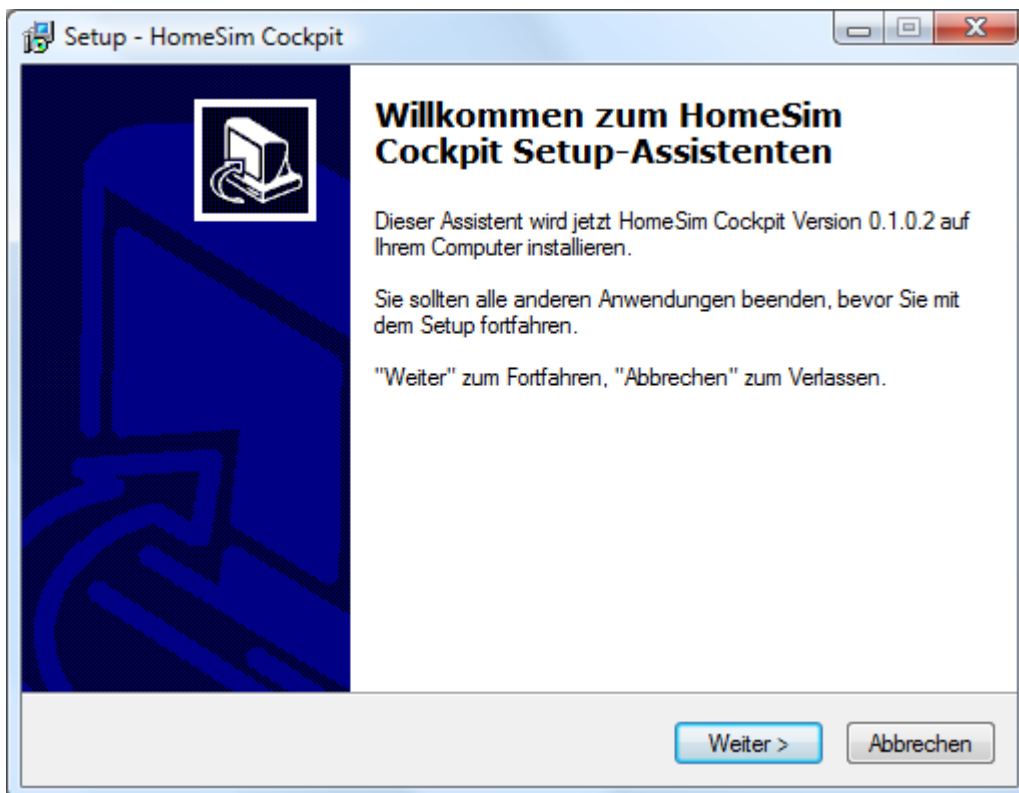 Setup - HomeSim Cockpit
Willkommen zum HomeSim
Cockpit Setup-Assistenten
Dieser Assistent wird jetzt HomeSim Cockpit Version 0.1.0.2 auf
Ihrem Computer installieren.
Sie sollten alle anderen Anwendungen beenden, bevor Sie mit
dem Setup fortfahren.
"Weiter" zum Fortfahren, "Abbrechen" zum Verlassen.
Weiter >
Abbrechen